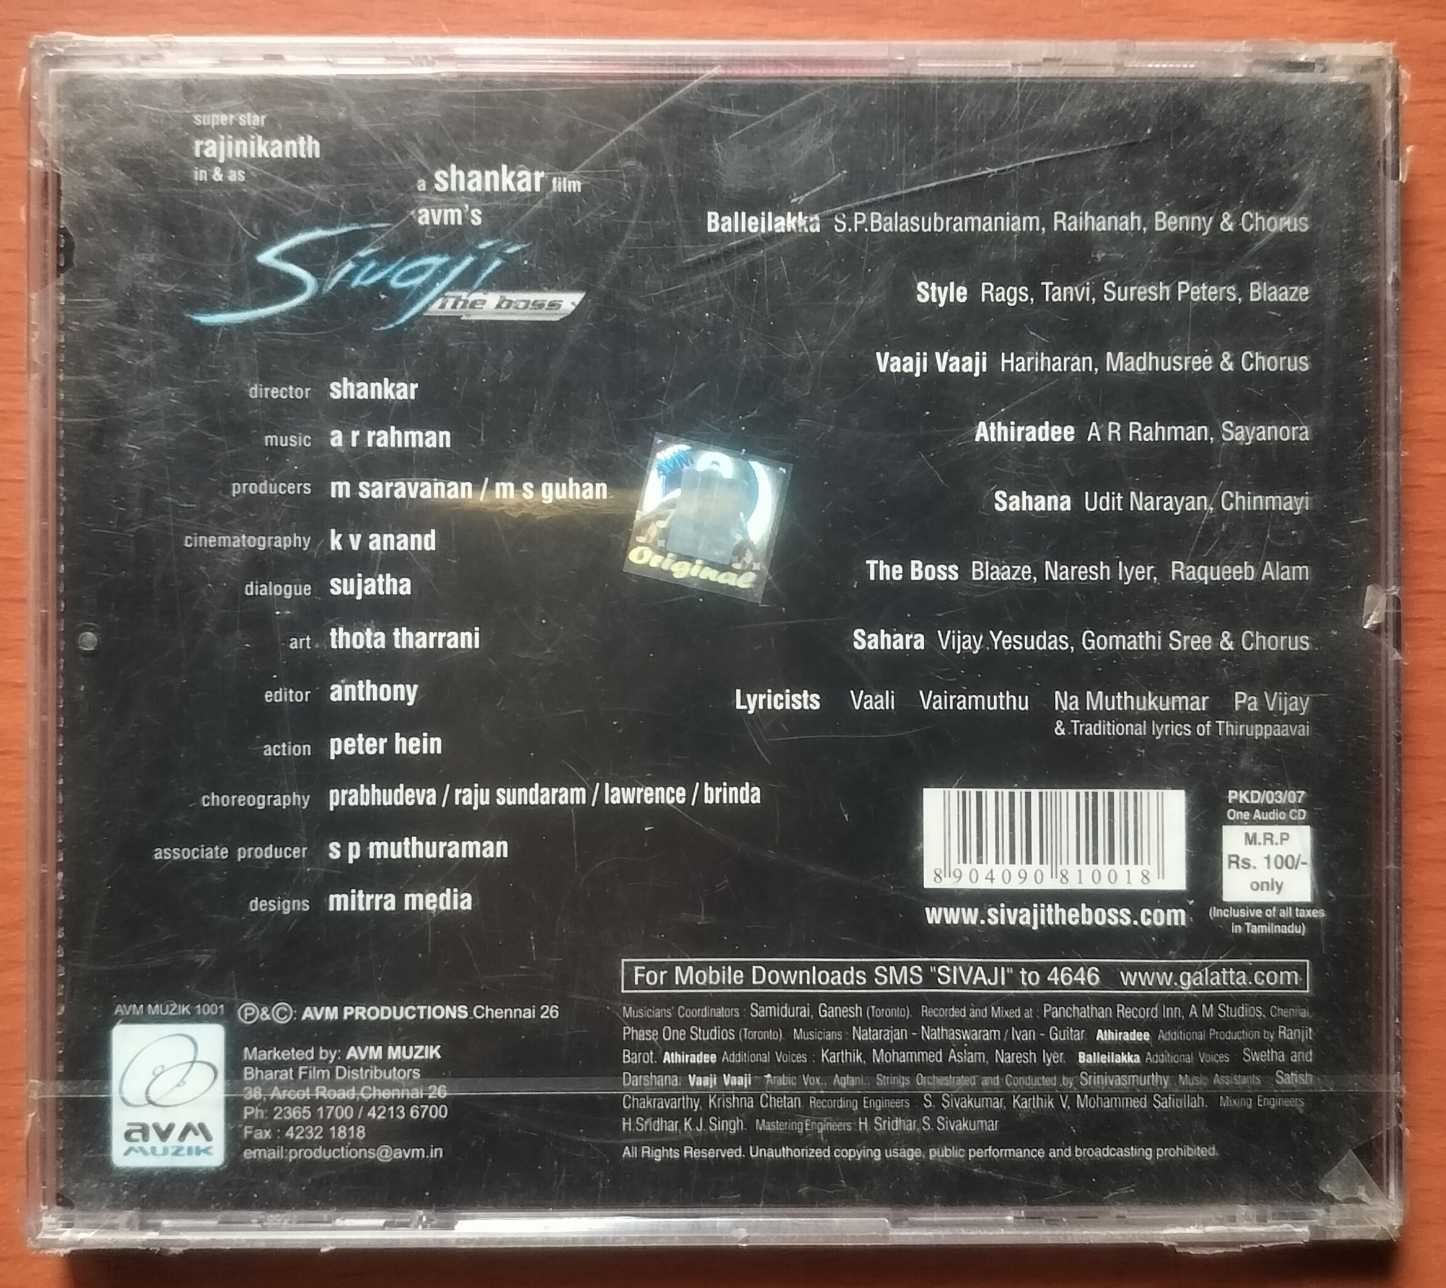 super star
rajinikanth
in & as
a shankar film
avm's
Sivaji
The boss
director shankar
music a r rahman
producers m saravanan / m s guhan
cinematography k v anand
dialogue sujatha
art thota tharrani
editor anthony
action peter hein
choreography prabhudeva / raju sundaram / lawrence / brinda
associate producer s p muthuraman
designs mitrra media
AVM
Original
Balleilakka S.P.Balasubramaniam, Raihanah, Benny & Chorus
Style Rags, Tanvi, Suresh Peters, Blaaze
Vaaji Vaaji Hariharan, Madhusree & Chorus
Athiradee A R Rahman, Sayanora
Sahana Udit Narayan, Chinmayi
The Boss Blaaze, Naresh Iyer, Raqueeb Alam
Sahara Vijay Yesudas, Gomathi Sree & Chorus
Lyricists Vaali Vairamuthu Na Muthukumar Pa Vijay
& Traditional lyrics of Thiruppaavai
8 904090 810018
www.sivajitheboss.com
PKD/03/07
One Audio CD
M.R.P
Rs. 100/-
only
(Inclusive of all taxes
in Tamilnadu)
For Mobile Downloads SMS "SIVAJI" to 4646 www.galatta.com
Musicians' Coordinators : Samidurai, Ganesh (Toronto). Recorded and Mixed at : Panchathan Record Inn, A M Studios, Chennai,
Phase One Studios (Toronto). Musicians : Natarajan - Nathaswaram / Ivan - Guitar Athiradee Additional Production by Ranjit
Barot. Athiradee Additional Voices : Karthik, Mohammed Aslam, Naresh Iyer. Balleilakka Additional Voices : Swetha and
Darshana. Vaaji Vaaji : Arabic Vox., Agtani., Strings Orchestrated and Conducted by Srinivasmurthy. Music Assistants : Satish
Chakravarthy, Krishna Chetan. Recording Engineers : S. Sivakumar, Karthik V, Mohammed Safiullah. Mixing Engineers :
H.Sridhar, K.J. Singh. Mastering Engineers: H. Sridhar, S. Sivakumar
All Rights Reserved. Unauthorized copying usage, public performance and broadcasting prohibited.
AVM MUZIK 1001
avm
MUZIK
Ⓟ&Ⓒ: AVM PRODUCTIONS Chennai 26
Marketed by: AVM MUZIK
Bharat Film Distributors
38, Arcot Road,Chennai 26
Ph: 2365 1700 / 4213 6700
Fax : 4232 1818
email:productions@avm.in